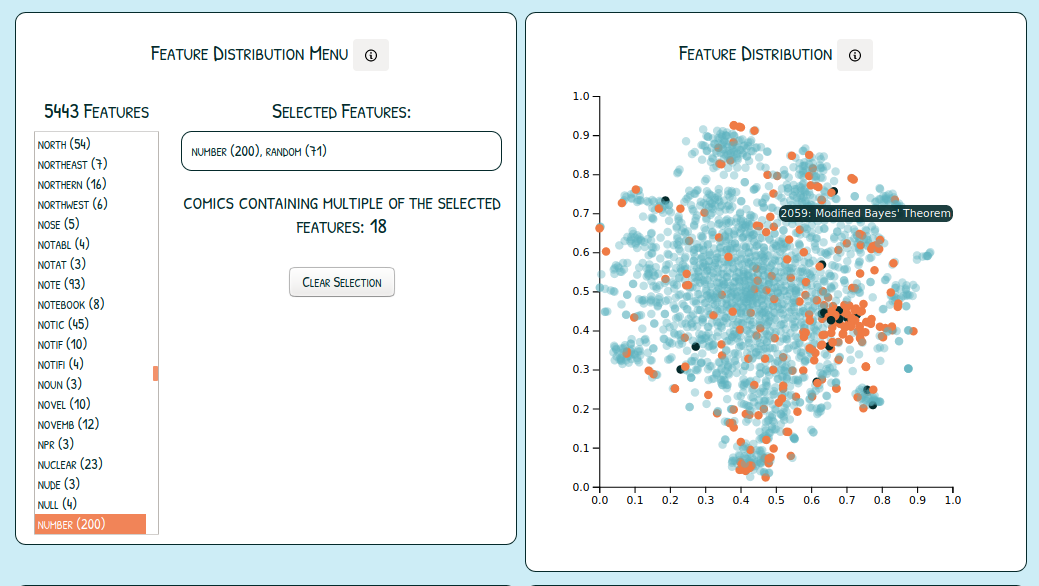 Feature Distribution Menu
5443 Features
NORTH (54)
NORTHEAST (7)
NORTHERN (16)
NORTHWEST (6)
NOSE (5)
NOTABL (4)
NOTAT (3)
NOTE (93)
NOTEBOOK (8)
NOTIC (45)
NOTIF (10)
NOTIFI (4)
NOUN (3)
NOVEL (10)
NOVEMB (12)
NPR (3)
NUCLEAR (23)
NUDE (3)
NULL (4)
NUMBER (200)
Selected Features:
NUMBER (200), RANDOM (71)
COMICS CONTAINING MULTIPLE OF THE SELECTED
FEATURES: 18
Clear Selection
Feature Distribution
1.0
0.9
0.8
0.7
2059: Modified Bayes' Theorem
0.6
0.5
0.4
0.3
0.2
0.1
0.0
0.0 0.1 0.2 0.3 0.4 0.5 0.6 0.7 0.8 0.9 1.0